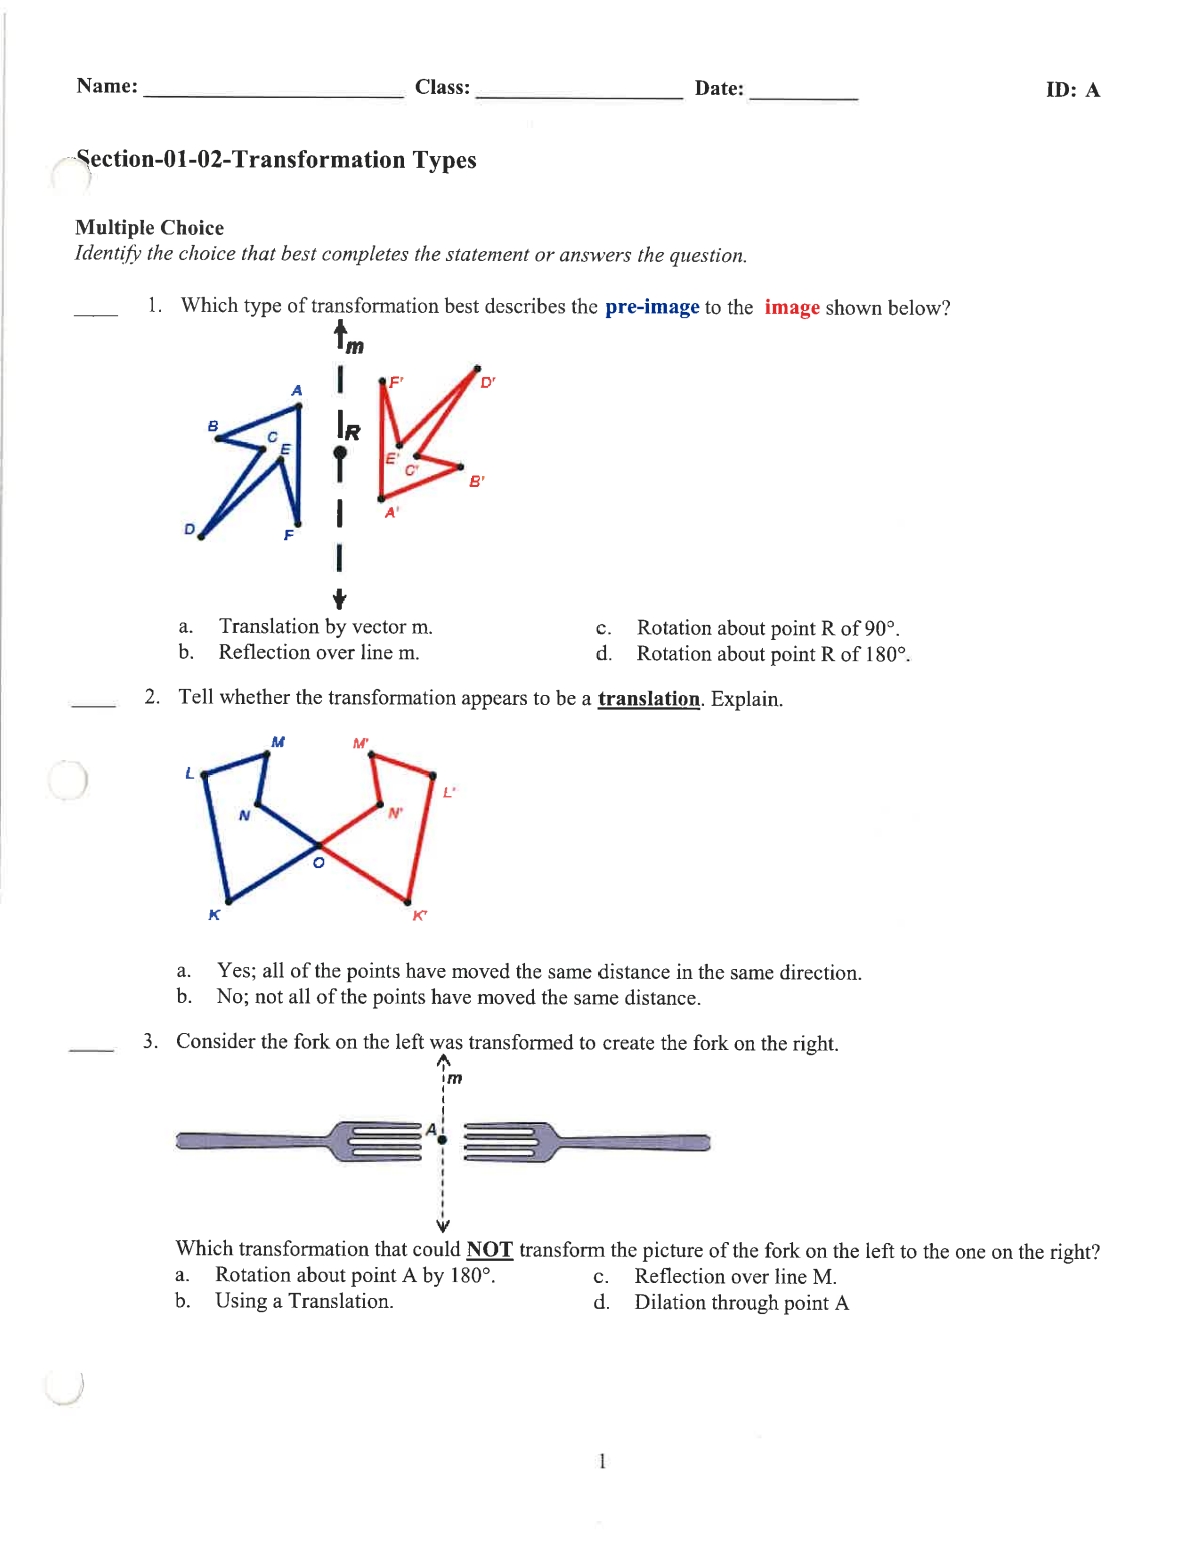 Name: ____________ Class: ____________ Date: ________ ID: A
Section-01-02-Transformation Types
Multiple Choice
Identify the choice that best completes the statement or answers the question.
____ 1. Which type of transformation best describes the pre-image to the image shown below?
m
A
F'
D'
B
R
C
E
E'
C'
B'
A'
D
F
a. Translation by vector m.
b. Reflection over line m.
c. Rotation about point R of 90°.
d. Rotation about point R of 180°.
____ 2. Tell whether the transformation appears to be a translation. Explain.
M
M'
L
L'
N
N'
O
K
K'
a. Yes; all of the points have moved the same distance in the same direction.
b. No; not all of the points have moved the same distance.
____ 3. Consider the fork on the left was transformed to create the fork on the right.
m
A
Which transformation that could NOT transform the picture of the fork on the left to the one on the right?
a. Rotation about point A by 180°.
b. Using a Translation.
c. Reflection over line M.
d. Dilation through point A
1